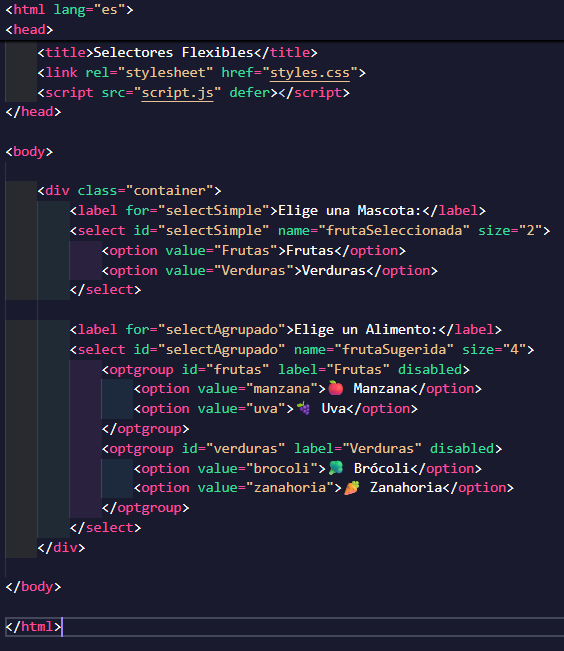 <html lang="es">
<head>
<title>Selectores Flexibles</title>
<link rel="stylesheet" href="styles.css">
<script src="script.js" defer></script>
</head>
<body>
<div class="container">
<label for="selectSimple">Elige una Mascota:</label>
<select id="selectSimple" name="frutaSeleccionada" size="2">
<option value="Frutas">Frutas</option>
<option value="Verduras">Verduras</option>
</select>
<label for="selectAgrupado">Elige un Alimento:</label>
<select id="selectAgrupado" name="frutaSugerida" size="4">
<optgroup id="frutas" label="Frutas" disabled>
<option value="manzana">🍎 Manzana</option>
<option value="uva">🍇 Uva</option>
</optgroup>
<optgroup id="verduras" label="Verduras" disabled>
<option value="brocoli">🥦 Brócoli</option>
<option value="zanahoria">🥕 Zanahoria</option>
</optgroup>
</select>
</div>
</body>
</html>